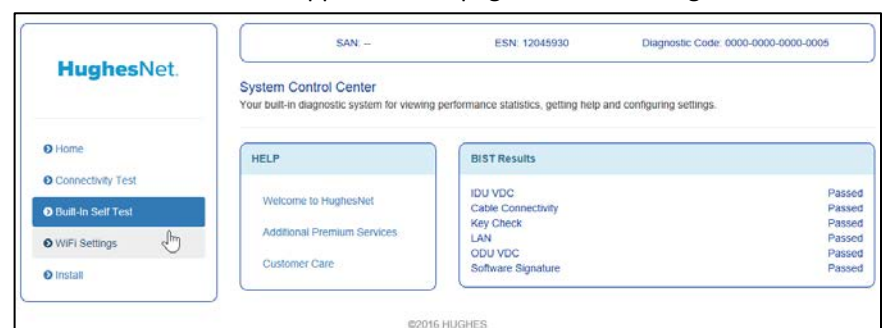 HughesNet.
Home
Connectivity Test
Built-In Self Test
WiFi Settings
Install
SAN: --   ESN: 12045930   Diagnostic Code: 0000-0000-0000-0005
System Control Center
Your built-in diagnostic system for viewing performance statistics, getting help and configuring settings.
HELP
Welcome to HughesNet
Additional Premium Services
Customer Care
BIST Results
IDU VDC Passed
Cable Connectivity Passed
Key Check Passed
LAN Passed
ODU VDC Passed
Software Signature Passed
©2016 HUGHES